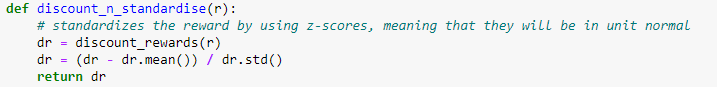 def discount_n_standardise(r):
    # standardizes the reward by using z-scores, meaning that they will be in unit normal
    dr = discount_rewards(r)
    dr = (dr - dr.mean()) / dr.std()
    return dr